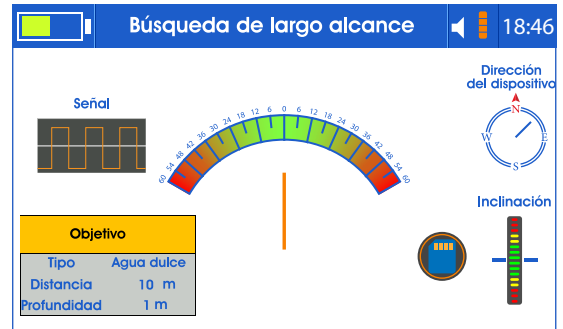 Búsqueda de largo alcance
18:46
Señal
60 54 48 42 36 30 24 18 12 6 0 6 12 18 24 30 36 42 48 54 60
Dirección
del dispositivo
N
W E
S
Inclinación
Objetivo
Tipo Agua dulce
Distancia 10 m
Profundidad 1 m